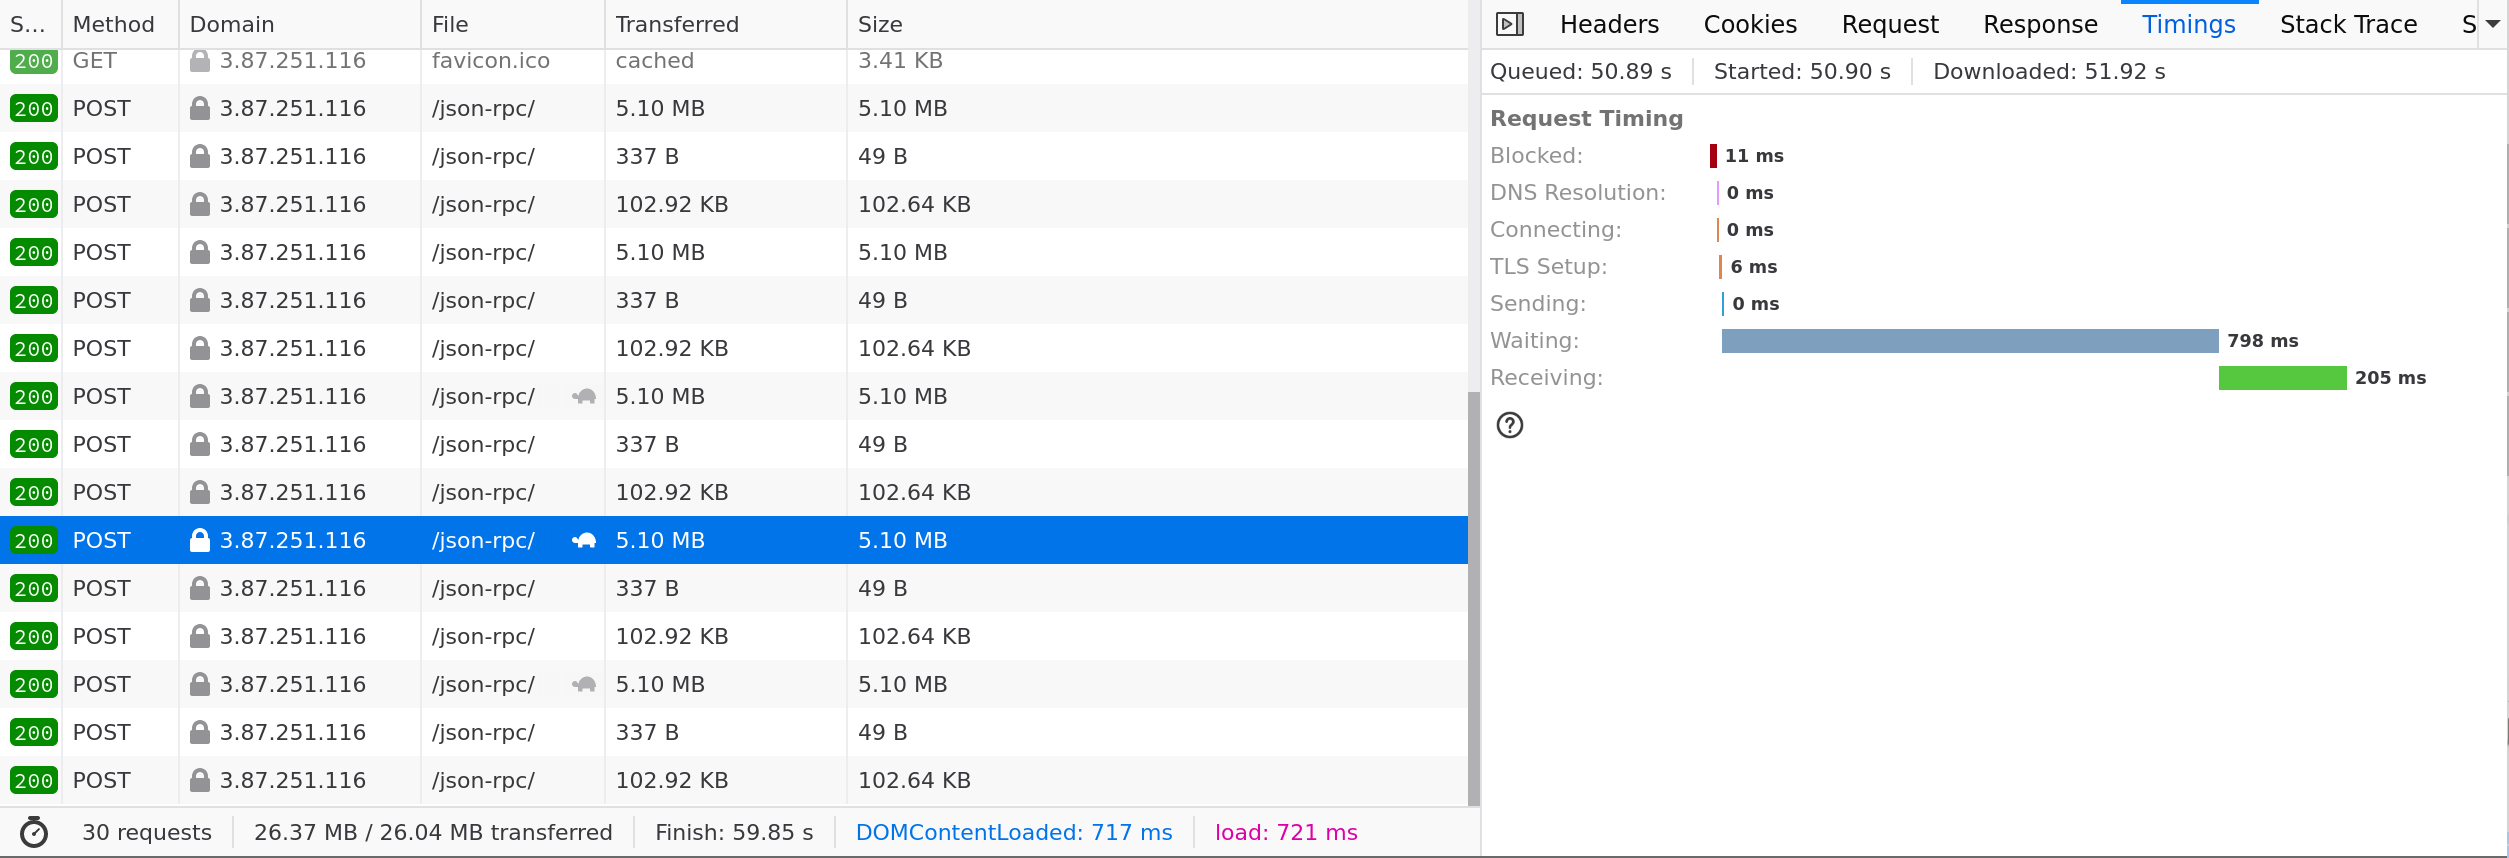 S... Method Domain File Transferred Size
200 GET 3.87.251.116 favicon.ico cached 3.41 KB
200 POST 3.87.251.116 /json-rpc/ 5.10 MB 5.10 MB
200 POST 3.87.251.116 /json-rpc/ 337 B 49 B
200 POST 3.87.251.116 /json-rpc/ 102.92 KB 102.64 KB
200 POST 3.87.251.116 /json-rpc/ 5.10 MB 5.10 MB
200 POST 3.87.251.116 /json-rpc/ 337 B 49 B
200 POST 3.87.251.116 /json-rpc/ 102.92 KB 102.64 KB
200 POST 3.87.251.116 /json-rpc/ 5.10 MB 5.10 MB
200 POST 3.87.251.116 /json-rpc/ 337 B 49 B
200 POST 3.87.251.116 /json-rpc/ 102.92 KB 102.64 KB
200 POST 3.87.251.116 /json-rpc/ 5.10 MB 5.10 MB
200 POST 3.87.251.116 /json-rpc/ 337 B 49 B
200 POST 3.87.251.116 /json-rpc/ 102.92 KB 102.64 KB
200 POST 3.87.251.116 /json-rpc/ 5.10 MB 5.10 MB
200 POST 3.87.251.116 /json-rpc/ 337 B 49 B
200 POST 3.87.251.116 /json-rpc/ 102.92 KB 102.64 KB
30 requests 26.37 MB / 26.04 MB transferred Finish: 59.85 s DOMContentLoaded: 717 ms load: 721 ms
Headers Cookies Request Response Timings Stack Trace S
Queued: 50.89 s Started: 50.90 s Downloaded: 51.92 s
Request Timing
Blocked: 11 ms
DNS Resolution: 0 ms
Connecting: 0 ms
TLS Setup: 6 ms
Sending: 0 ms
Waiting: 798 ms
Receiving: 205 ms
?